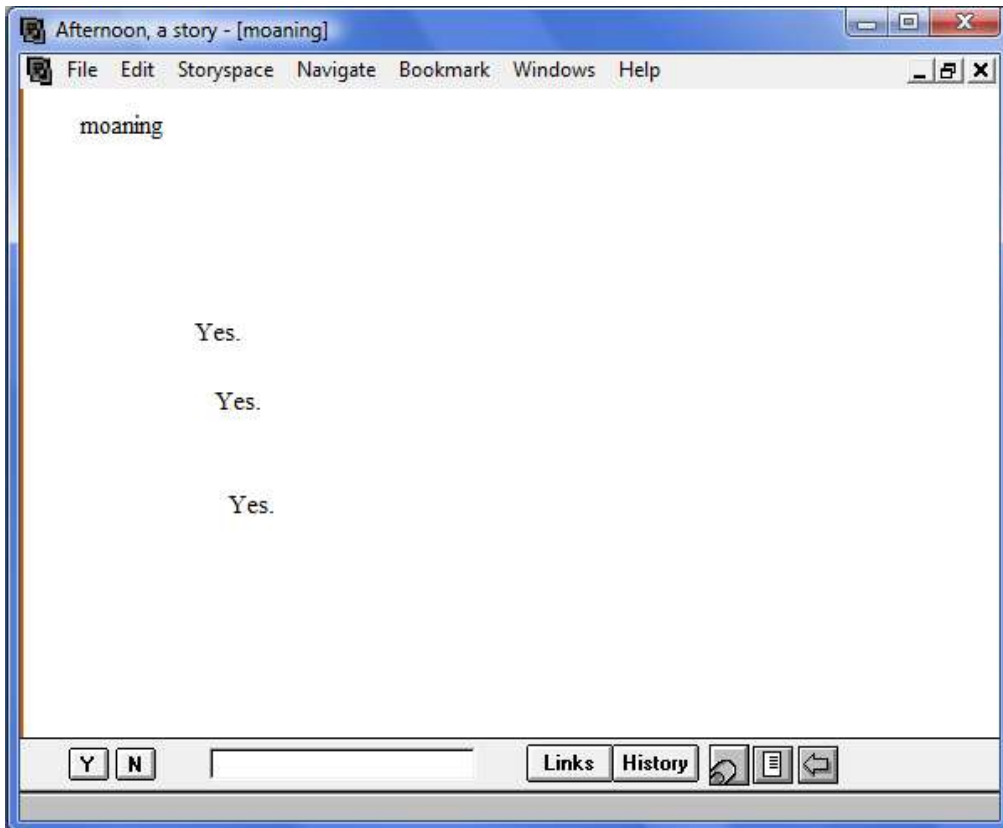 Afternoon, a story - [moaning]
File Edit Storyspace Navigate Bookmark Windows Help
moaning
Yes.
Yes.
Yes.
Y N Links History